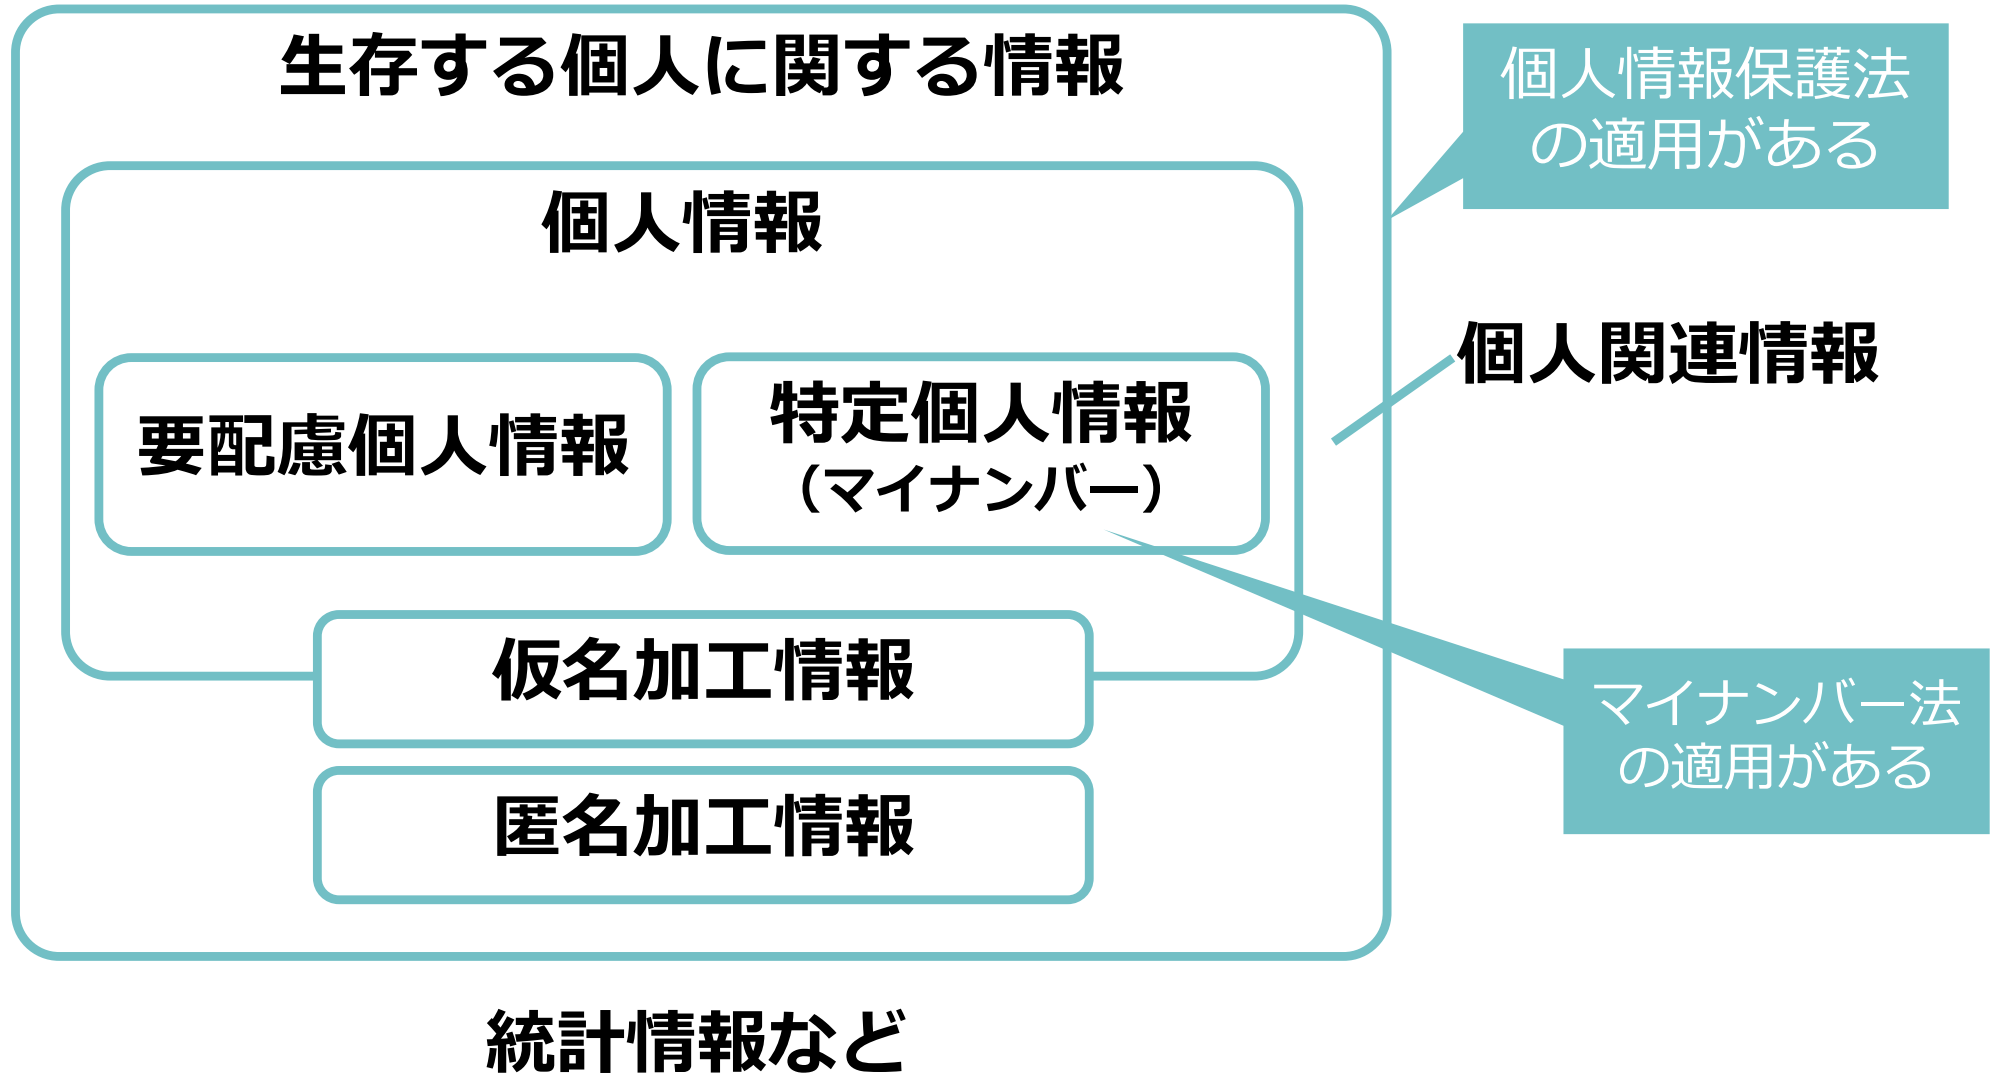 生存する個人に関する情報
個人情報保護法
の適用がある
個人情報
個人関連情報
要配慮個人情報
特定個人情報
（マイナンバー）
仮名加工情報
マイナンバー法
の適用がある
匿名加工情報
統計情報など